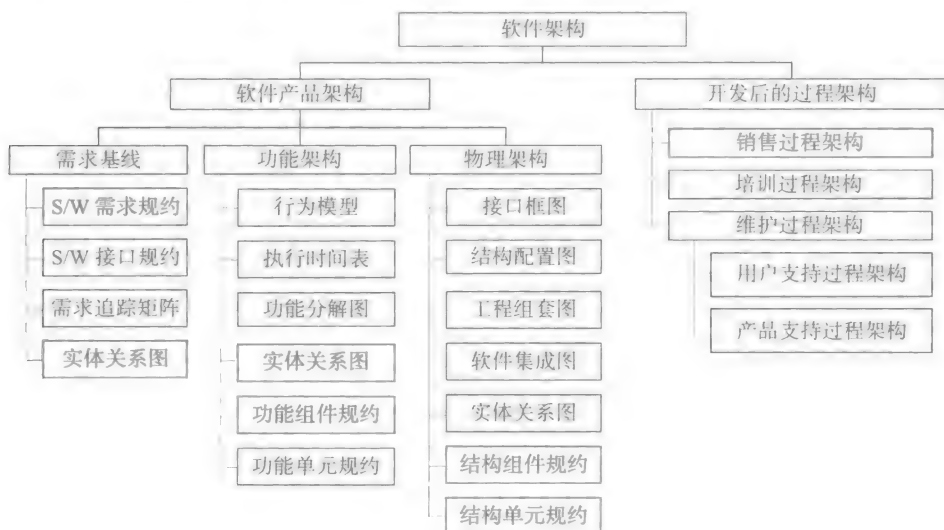 软件架构
软件产品架构
开发后的过程架构
需求基线
功能架构
物理架构
销售过程架构
培训过程架构
维护过程架构
用户支持过程架构
产品支持过程架构
S/W 需求规约
S/W 接口规约
需求追踪矩阵
实体关系图
行为模型
执行时间表
功能分解图
实体关系图
功能组件规约
功能单元规约
接口框图
结构配置图
工程组套图
软件集成图
实体关系图
结构组件规约
结构单元规约